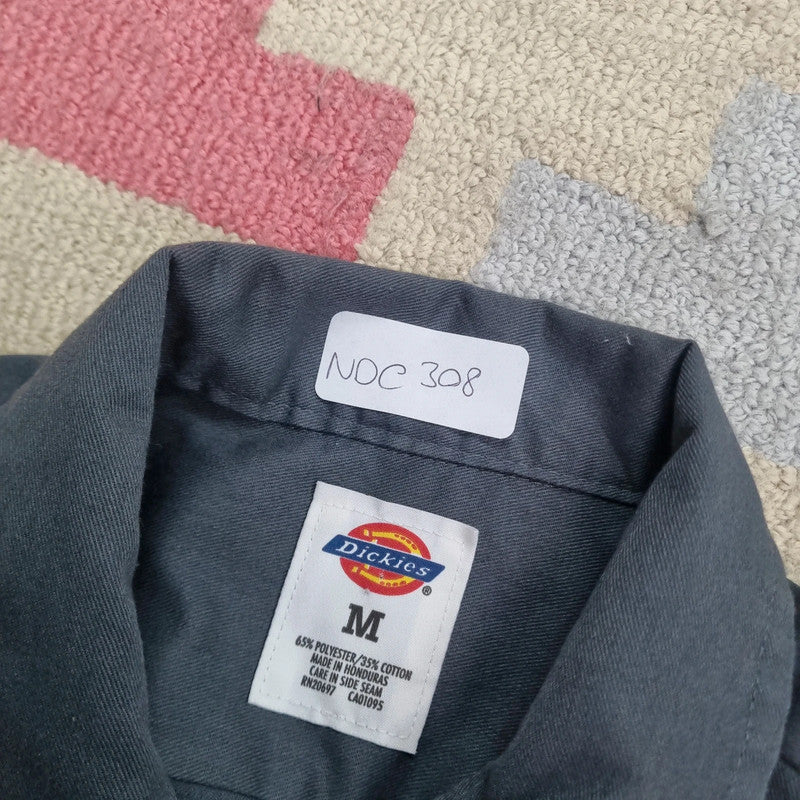 NDC 308
Dickies
®
M
65% POLYESTER/35% COTTON
MADE IN HONDURAS
CARE IN SIDE SEAM
RN20697 CA01095